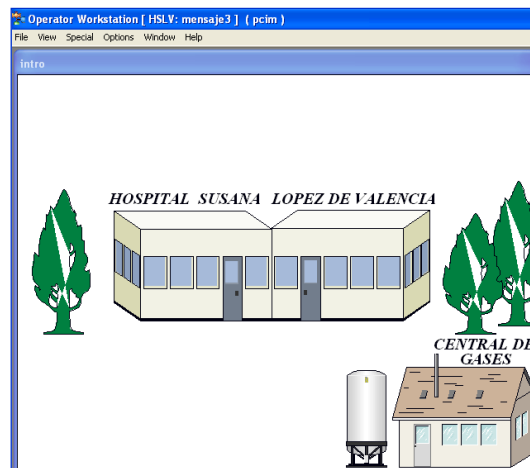 Operator Workstation [ HSLV: mensaje3 ] ( pcim )
File View Special Options Window Help
intro
HOSPITAL SUSANA LOPEZ DE VALENCIA
CENTRAL DE
GASES